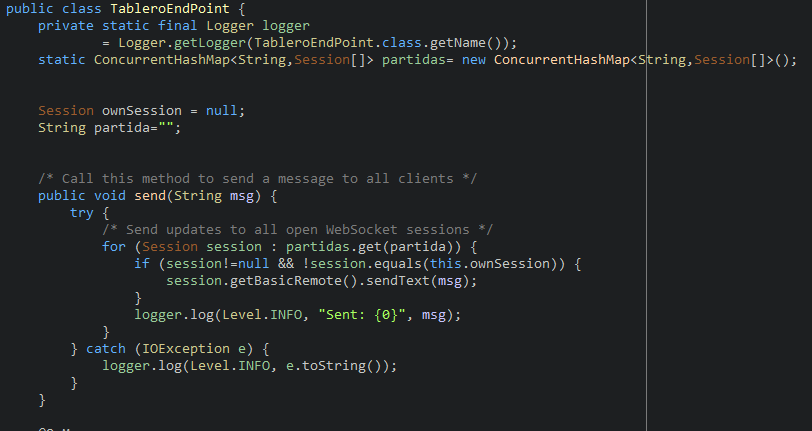 public class TableroEndPoint {
    private static final Logger logger
            = Logger.getLogger(TableroEndPoint.class.getName());
    static ConcurrentHashMap<String,Session[]> partidas= new ConcurrentHashMap<String,Session[]>();
    Session ownSession = null;
    String partida="";
    /* Call this method to send a message to all clients */
    public void send(String msg) {
        try {
            /* Send updates to all open WebSocket sessions */
            for (Session session : partidas.get(partida)) {
                if (session!=null && !session.equals(this.ownSession)) {
                    session.getBasicRemote().sendText(msg);
                }
                logger.log(Level.INFO, "Sent: {0}", msg);
            }
        } catch (IOException e) {
            logger.log(Level.INFO, e.toString());
        }
    }